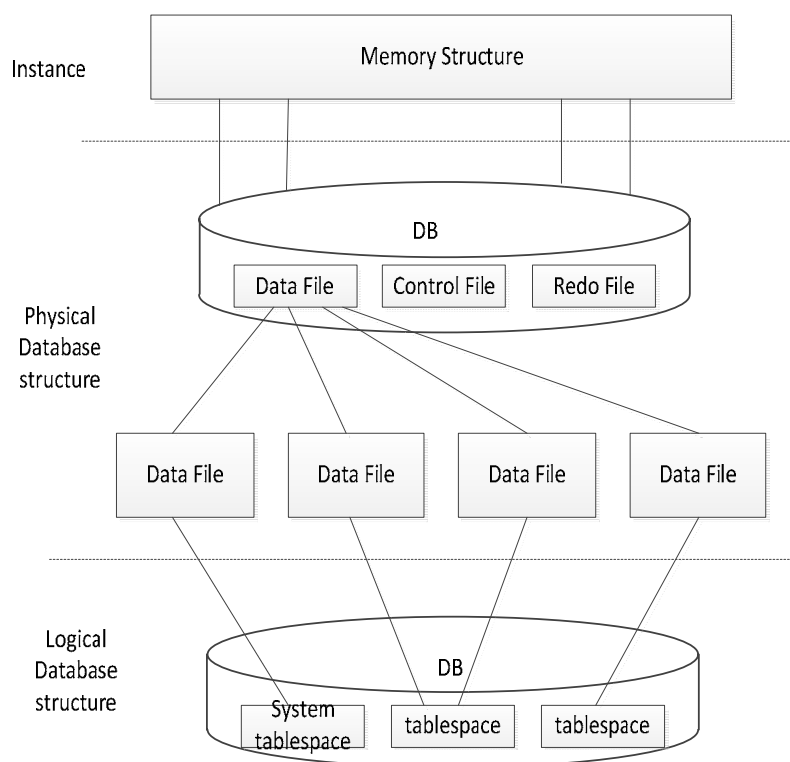 Memory Structure
Instance
DB
Data File
Control File
Redo File
Physical
Database
structure
Data File
Data File
Data File
Data File
Logical
Database
structure
DB
System
tablespace
tablespace
tablespace